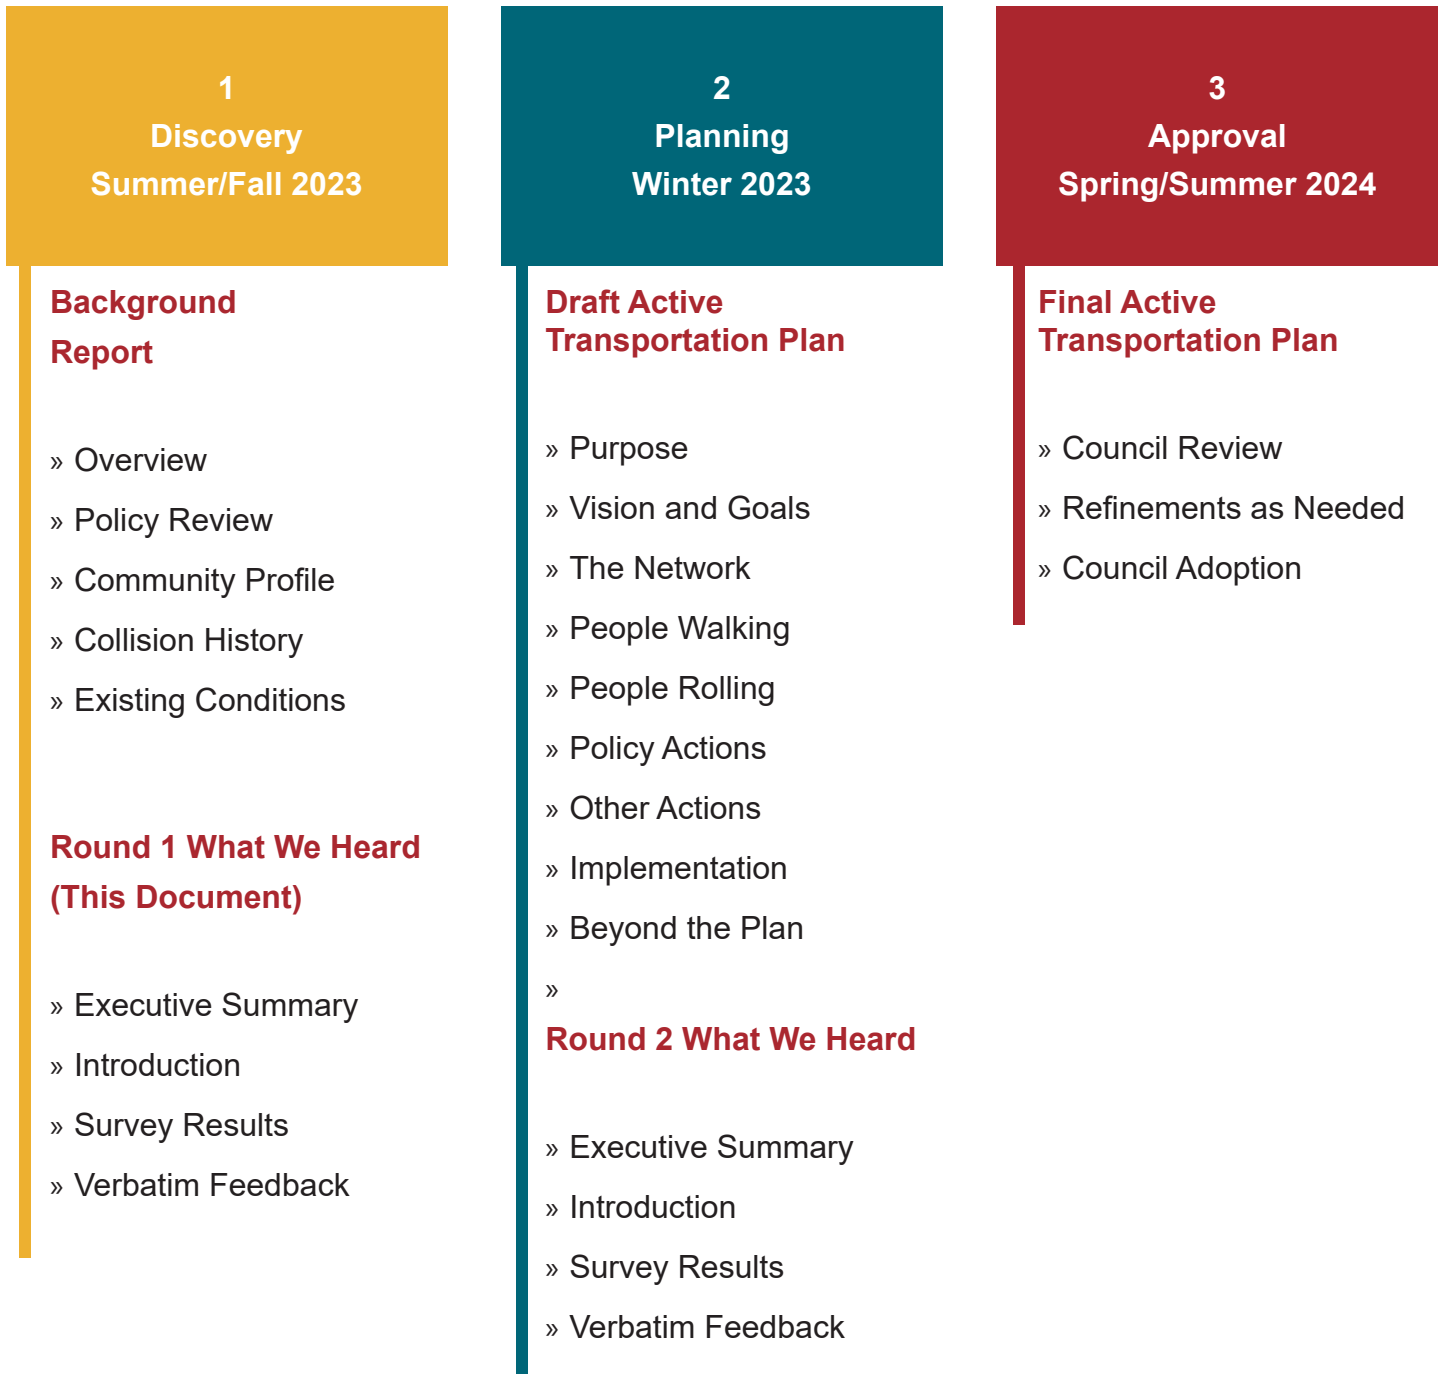 1
Discovery
Summer/Fall 2023
Background
Report
» Overview
» Policy Review
» Community Profile
» Collision History
» Existing Conditions
Round 1 What We Heard
(This Document)
» Executive Summary
» Introduction
» Survey Results
» Verbatim Feedback
2
Planning
Winter 2023
Draft Active
Transportation Plan
» Purpose
» Vision and Goals
» The Network
» People Walking
» People Rolling
» Policy Actions
» Other Actions
» Implementation
» Beyond the Plan
»
Round 2 What We Heard
» Executive Summary
» Introduction
» Survey Results
» Verbatim Feedback
3
Approval
Spring/Summer 2024
Final Active
Transportation Plan
» Council Review
» Refinements as Needed
» Council Adoption